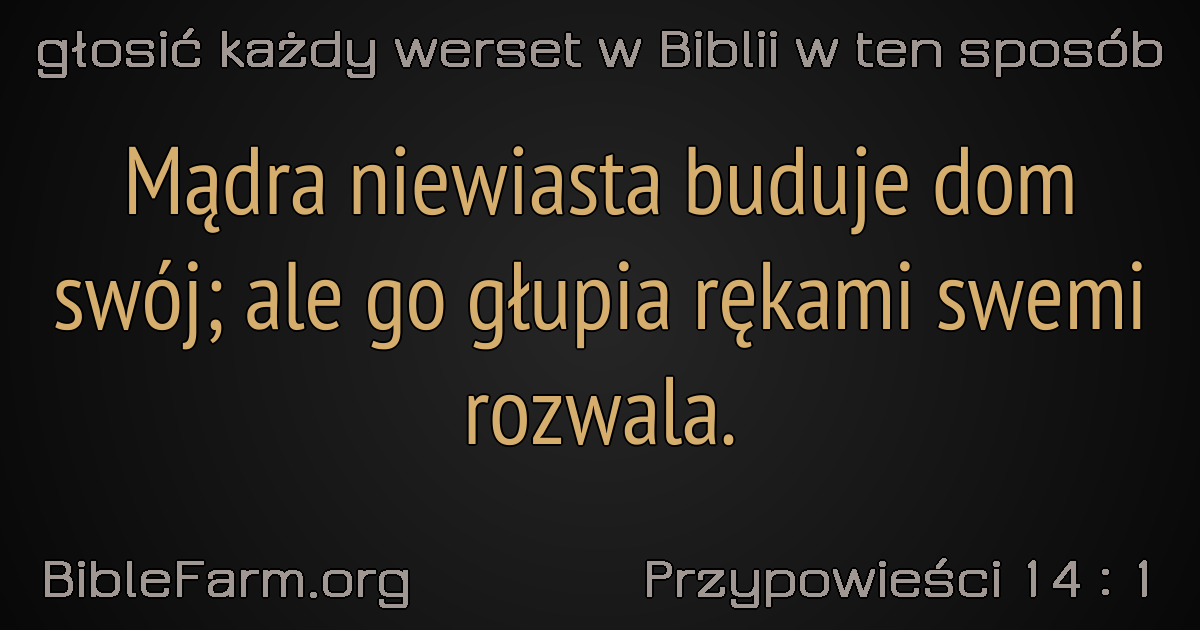 głosić każdy werset w Biblii w ten sposób
Mądra niewiasta buduje dom
swój; ale go głupia rękami swemi
rozwala.
BibleFarm.org
Przypowieści 14 : 1